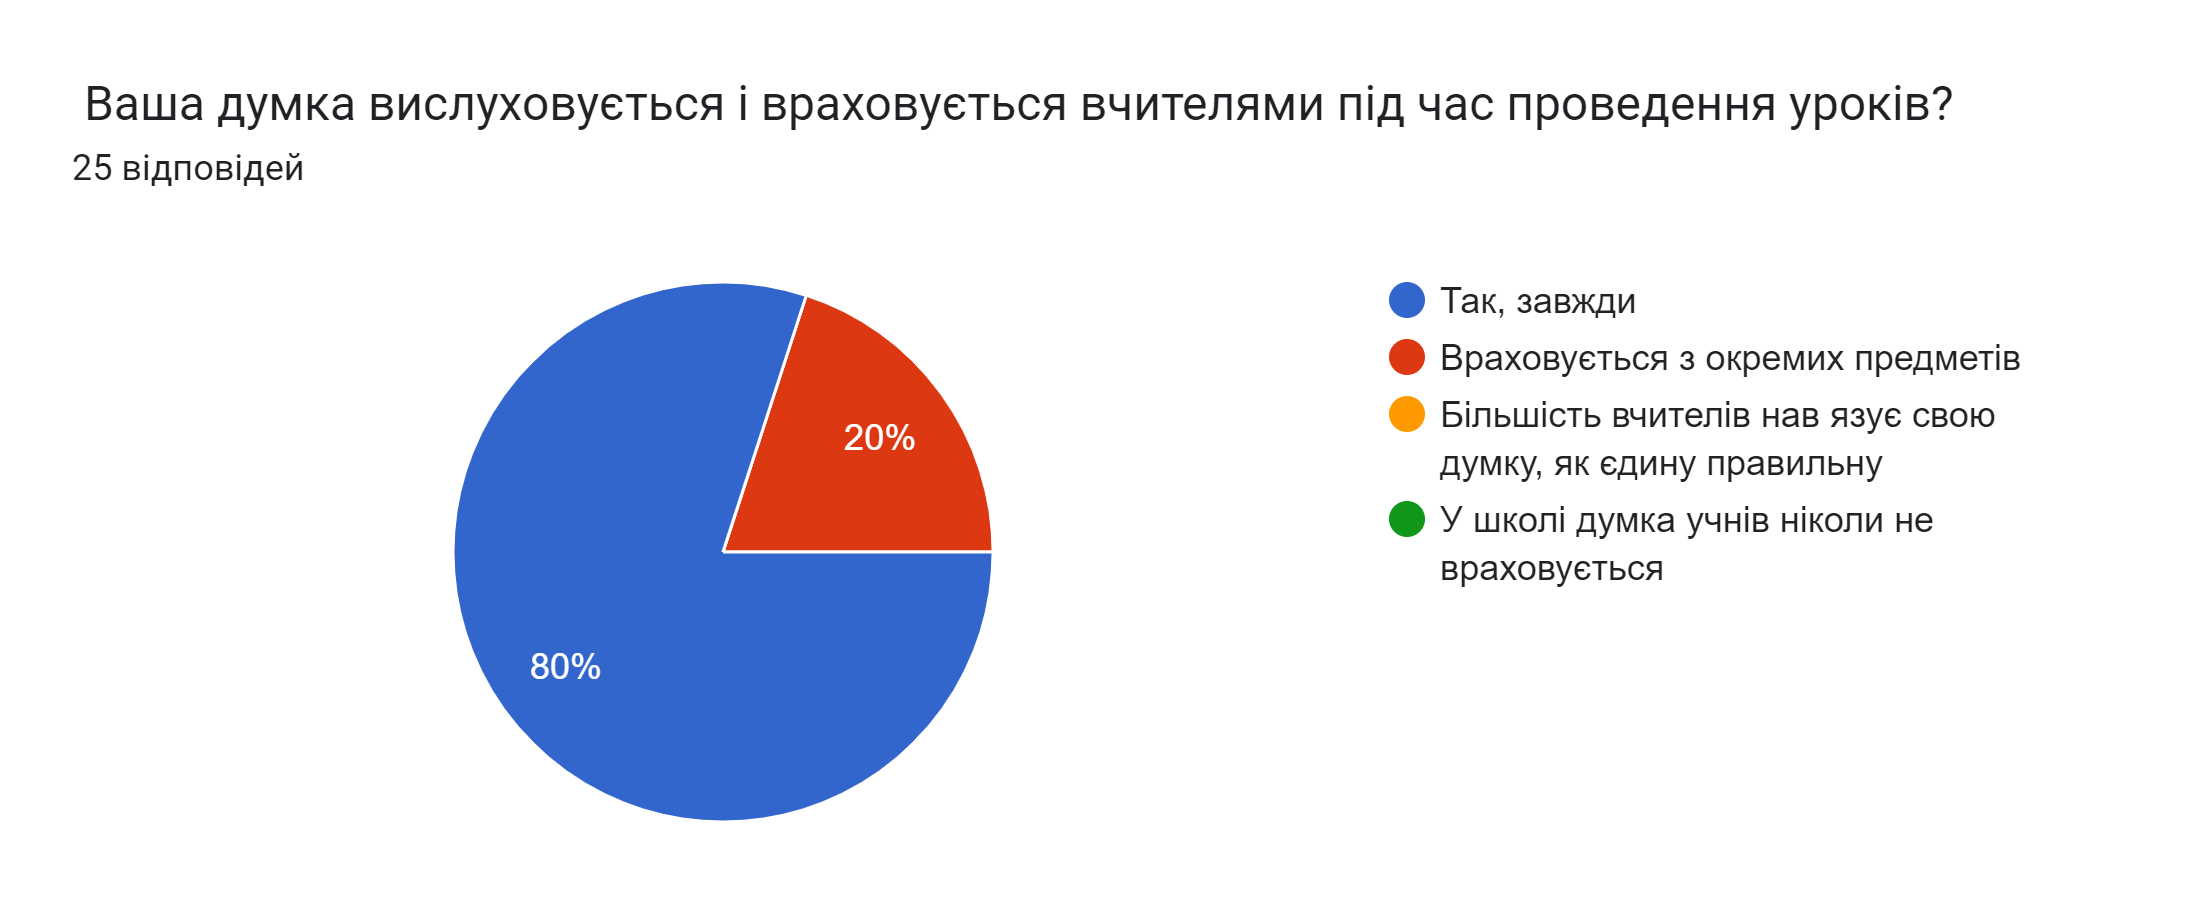 Ваша думка вислуховується і враховується вчителями під час проведення уроків?
25 відповідей
20%
80%
Так, завжди
Враховується з окремих предметів
Більшість вчителів нав язує свою
думку, як єдину правильну
У школі думка учнів ніколи не
враховується